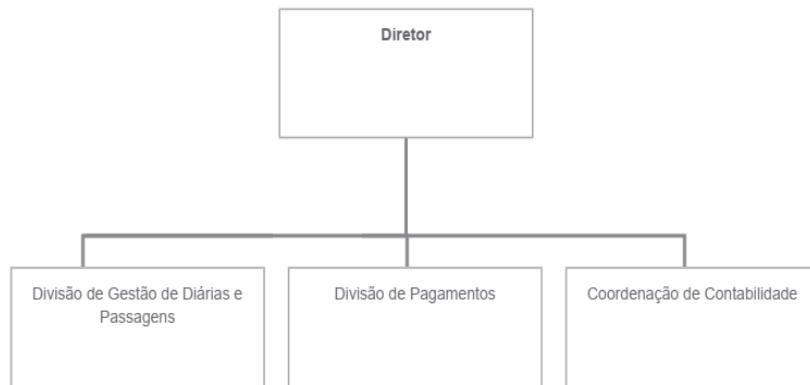 Diretor
Divisão de Gestão de Diárias e
Passagens
Divisão de Pagamentos
Coordenação de Contabilidade